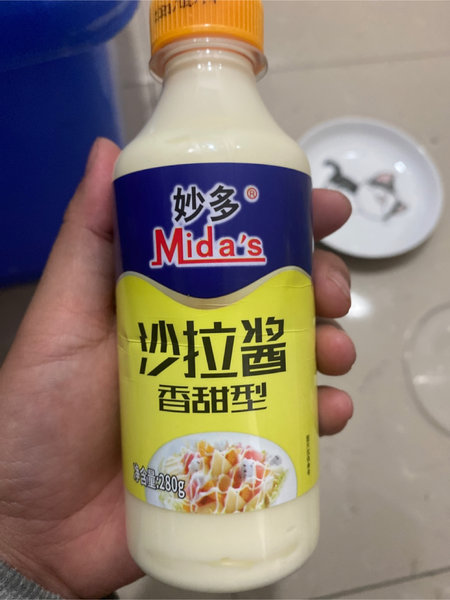 妙多®
Mida's
沙拉酱
香甜型
净含量:280g